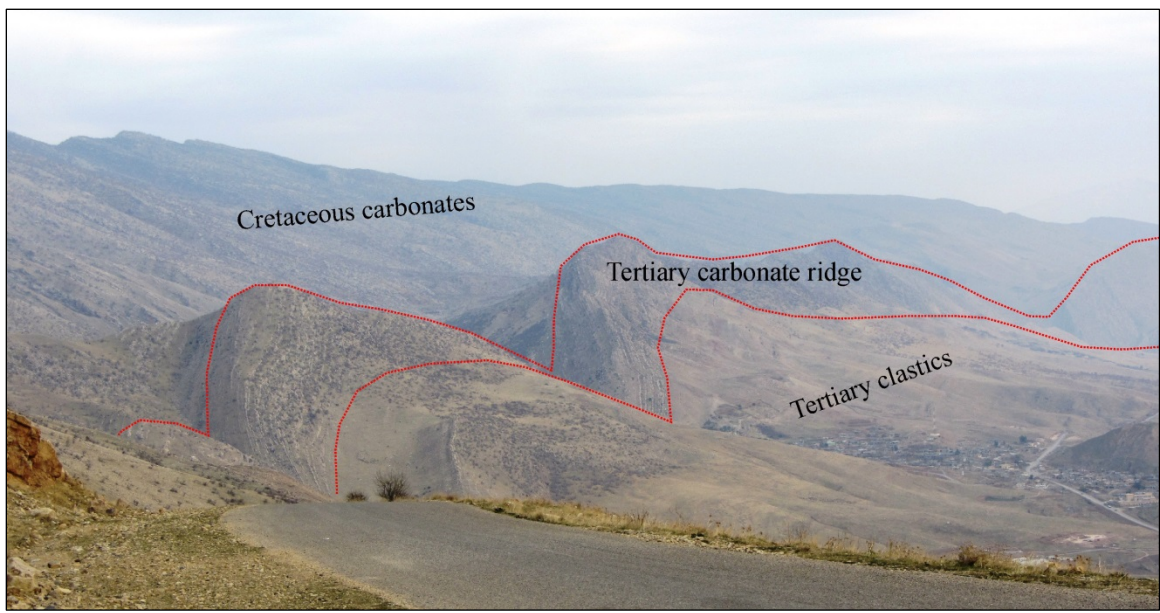 Cretaceous carbonates
Tertiary carbonate ridge
Tertiary clastics